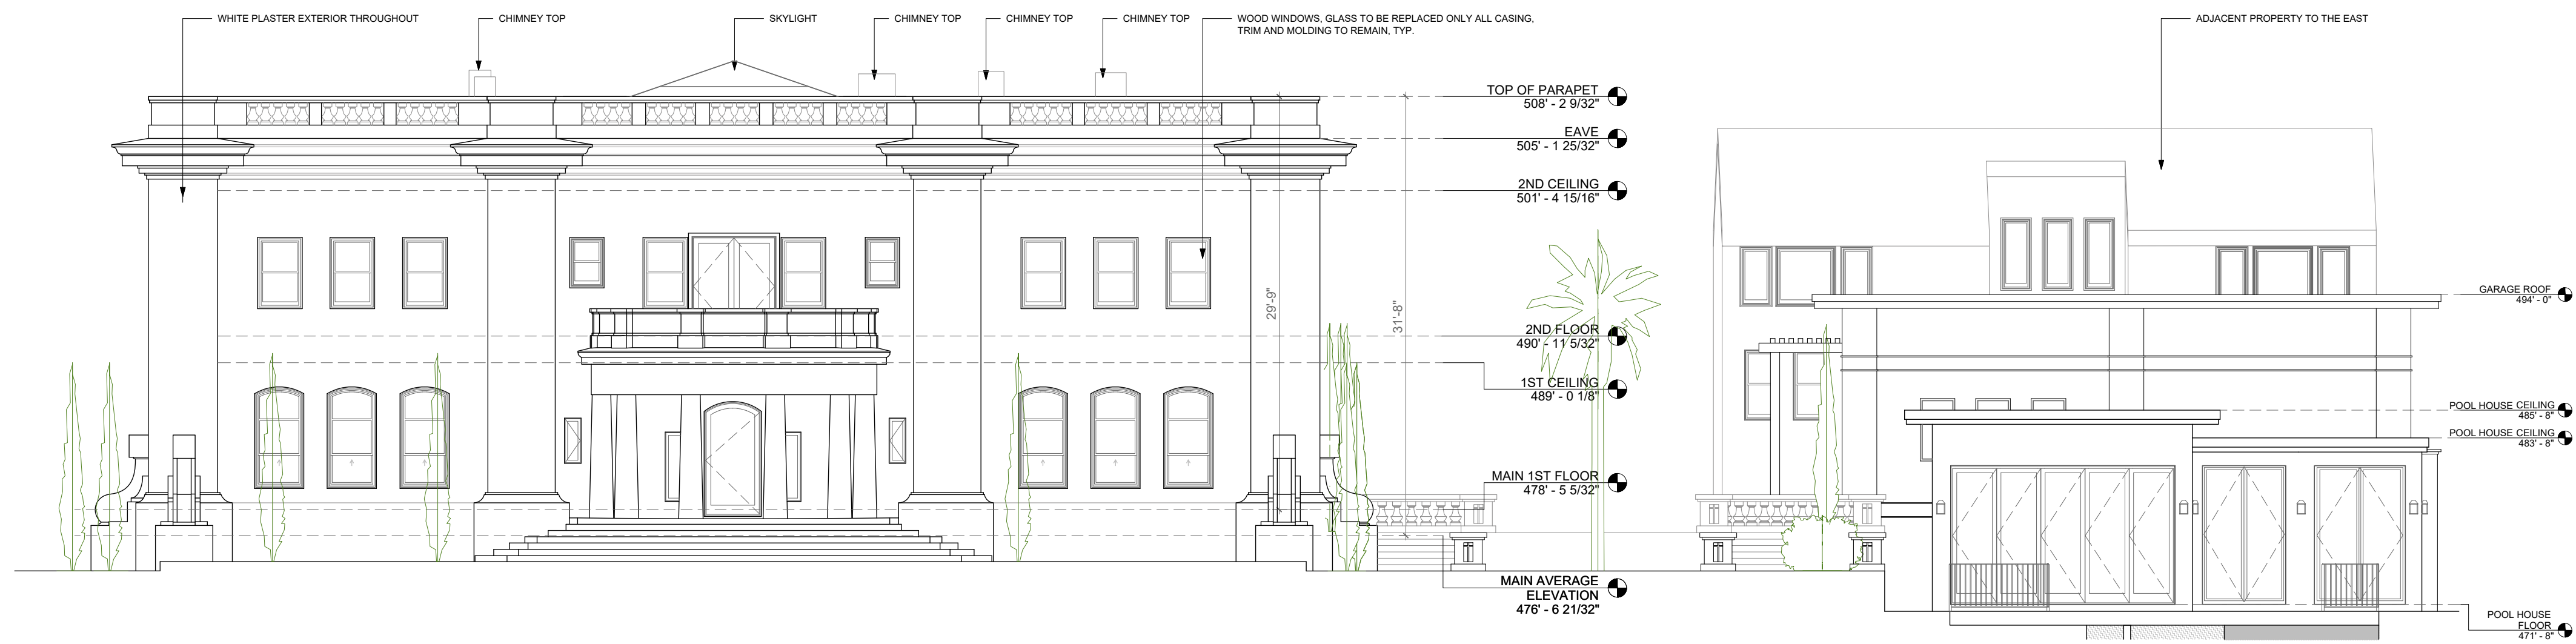 WHITE PLASTER EXTERIOR THROUGHOUT
CHIMNEY TOP
SKYLIGHT
CHIMNEY TOP
CHIMNEY TOP
CHIMNEY TOP
WOOD WINDOWS, GLASS TO BE REPLACED ONLY ALL CASING,
TRIM AND MOLDING TO REMAIN, TYP.
ADJACENT PROPERTY TO THE EAST
TOP OF PARAPET
508' - 2 9/32"
EAVE
505' - 1 25/32"
2ND CEILING
501' - 4 15/16"
29'-9"
31'-8"
2ND FLOOR
490' - 11 5/32"
1ST CEILING
489' - 0 1/8"
MAIN 1ST FLOOR
478' - 5 5/32"
MAIN AVERAGE
ELEVATION
476' - 6 21/32"
GARAGE ROOF
494' - 0"
POOL HOUSE CEILING
485' - 8"
POOL HOUSE CEILING
483' - 8"
POOL HOUSE
FLOOR
471' - 8"